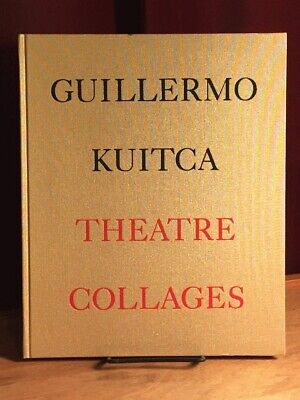 GUILLERMO
KUITCA
THEATRE
COLLAGES